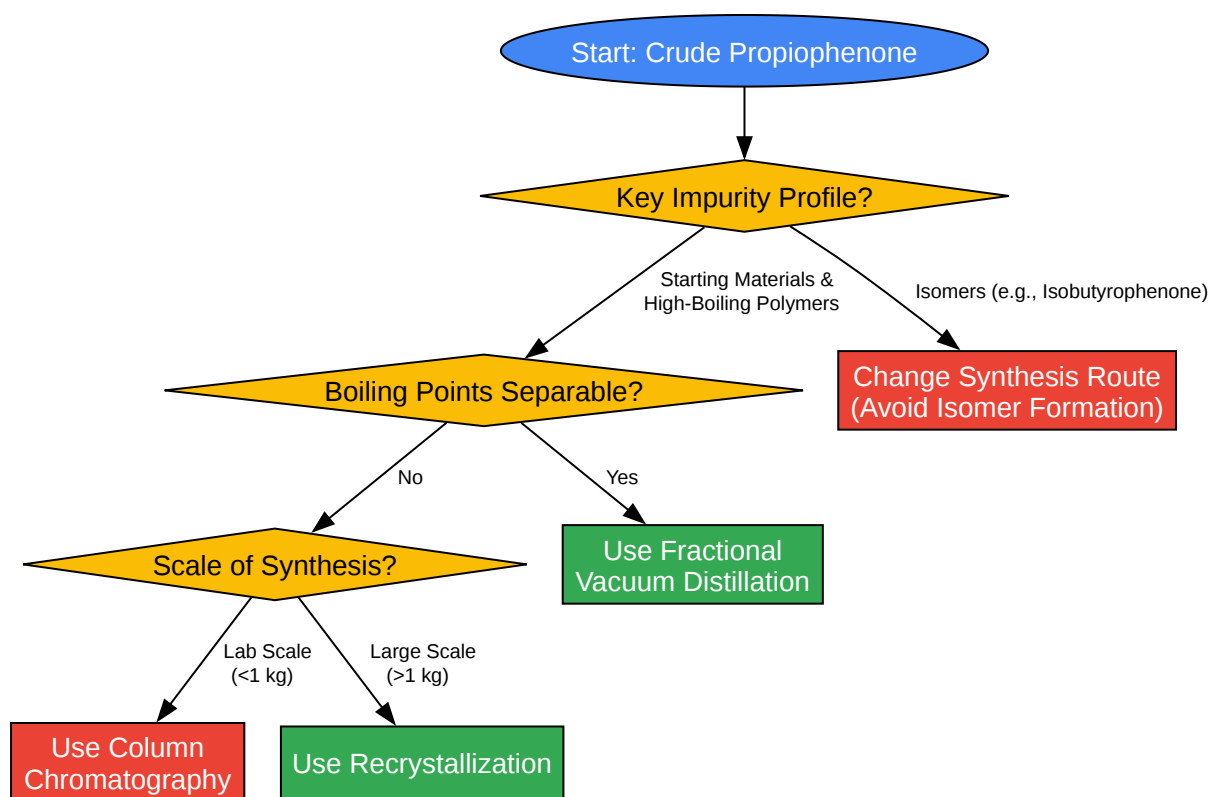 Start: Crude Propiophenone
Key Impurity Profile?
Starting Materials &
High-Boiling Polymers
Isomers (e.g., Isobutyrophenone)
Change Synthesis Route
(Avoid Isomer Formation)
Boiling Points Separable?
No
Yes
Use Fractional
Vacuum Distillation
Scale of Synthesis?
Lab Scale
(<1 kg)
Large Scale
(>1 kg)
Use Column
Chromatography
Use Recrystallization